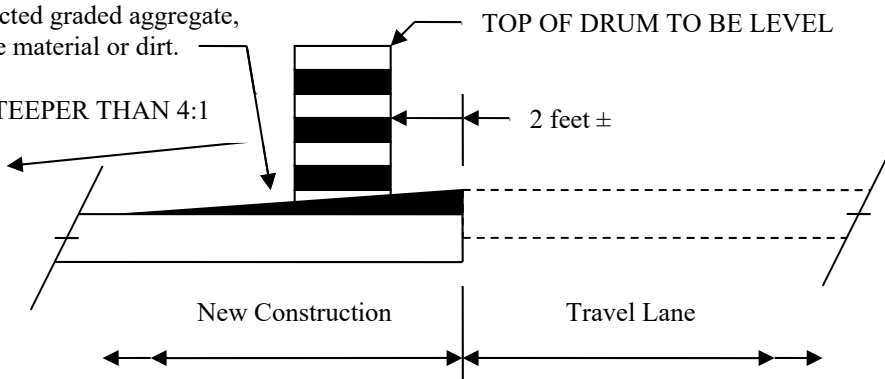 cted graded aggregate,
e material or dirt.
TOP OF DRUM TO BE LEVEL
TEEPER THAN 4:1
2 feet ±
New Construction
Travel Lane